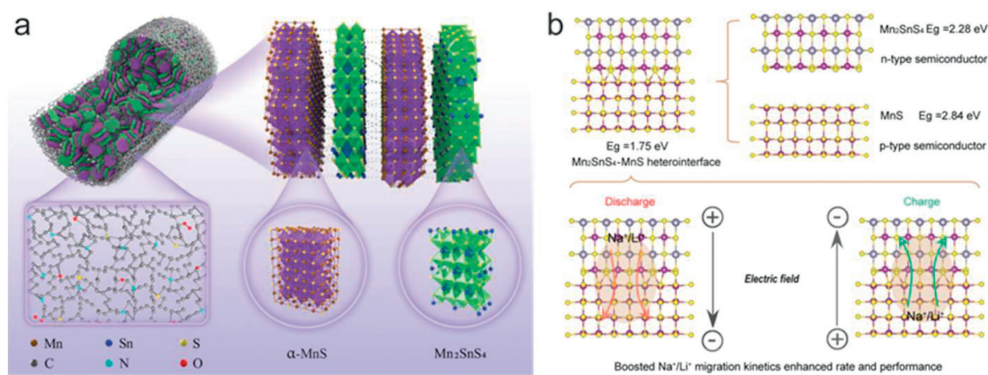 a
Mn
Sn
S
C
N
O
α-MnS
Mn₂SnS₄
b
Mn₂SnS₄ Eg =2.28 eV
n-type semiconductor
MnS Eg =2.84 eV
p-type semiconductor
Eg =1.75 eV
Mn₂SnS₄-MnS heterointerface
Discharge
Na⁺/Li⁺
+
−
Electric field
−
+
Charge
Na⁺/Li⁺
Boosted Na⁺/Li⁺ migration kinetics enhanced rate and performance